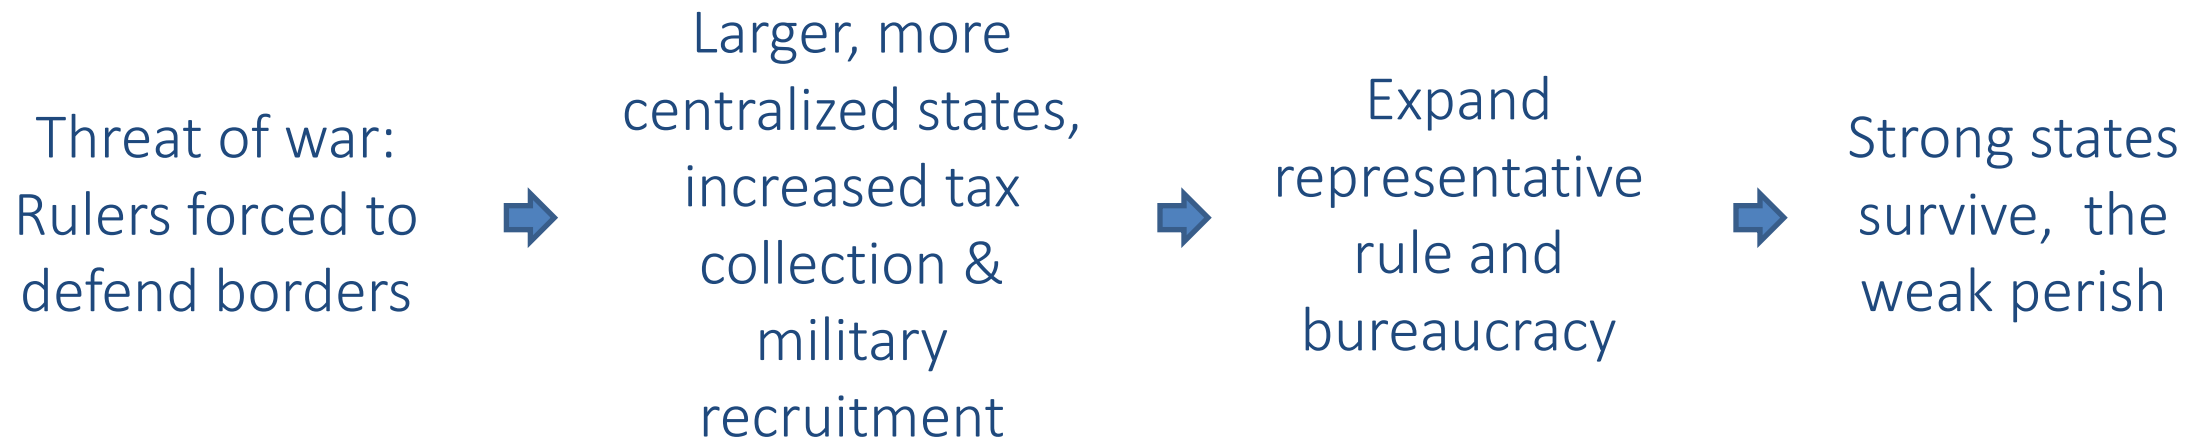 Threat of war:
Rulers forced to
defend borders
Larger, more
centralized states,
increased tax
collection &
military
recruitment
Expand
representative
rule and
bureaucracy
Strong states
survive,  the
weak perish